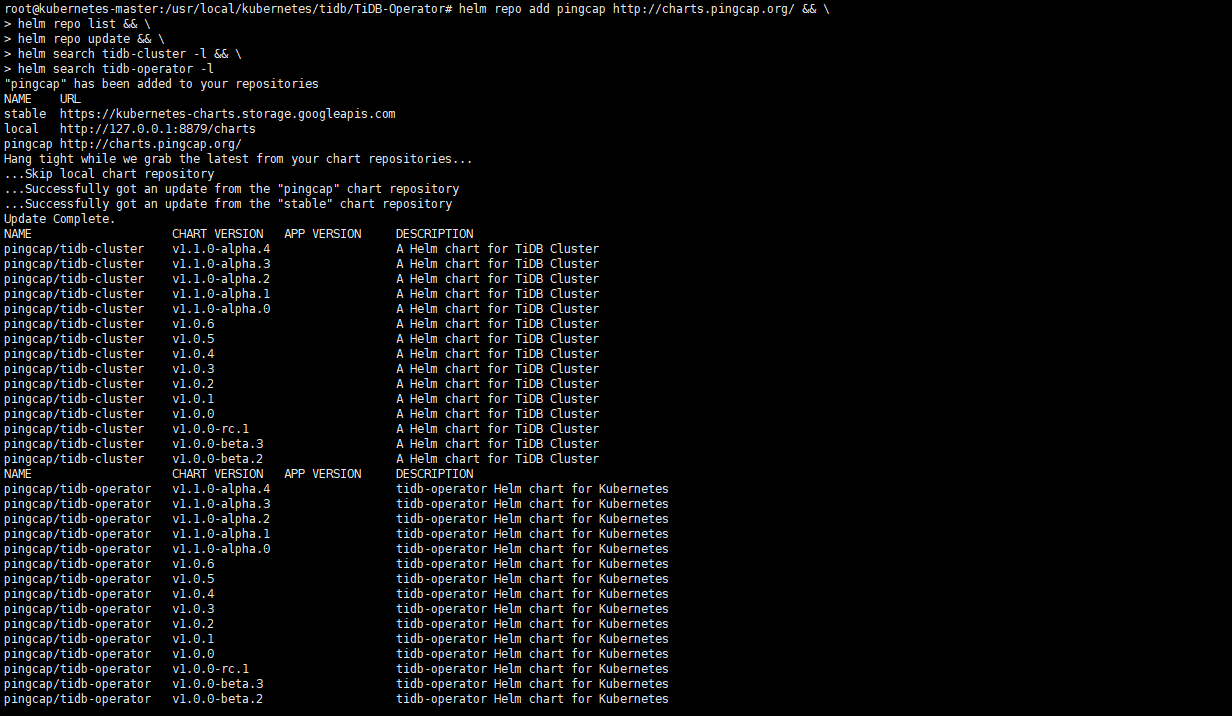 root@kubernetes-master:/usr/local/kubernetes/tidb/TiDB-Operator# helm repo add pingcap http://charts.pingcap.org/ && \
> helm repo list && \
> helm repo update && \
> helm search tidb-cluster -l && \
> helm search tidb-operator -l
"pingcap" has been added to your repositories
NAME    URL
stable  https://kubernetes-charts.storage.googleapis.com
local   http://127.0.0.1:8879/charts
pingcap http://charts.pingcap.org/
Hang tight while we grab the latest from your chart repositories...
...Skip local chart repository
...Successfully got an update from the "pingcap" chart repository
...Successfully got an update from the "stable" chart repository
Update Complete.
NAME                    CHART VERSION   APP VERSION     DESCRIPTION
pingcap/tidb-cluster    v1.1.0-alpha.4                  A Helm chart for TiDB Cluster
pingcap/tidb-cluster    v1.1.0-alpha.3                  A Helm chart for TiDB Cluster
pingcap/tidb-cluster    v1.1.0-alpha.2                  A Helm chart for TiDB Cluster
pingcap/tidb-cluster    v1.1.0-alpha.1                  A Helm chart for TiDB Cluster
pingcap/tidb-cluster    v1.1.0-alpha.0                  A Helm chart for TiDB Cluster
pingcap/tidb-cluster    v1.0.6                          A Helm chart for TiDB Cluster
pingcap/tidb-cluster    v1.0.5                          A Helm chart for TiDB Cluster
pingcap/tidb-cluster    v1.0.4                          A Helm chart for TiDB Cluster
pingcap/tidb-cluster    v1.0.3                          A Helm chart for TiDB Cluster
pingcap/tidb-cluster    v1.0.2                          A Helm chart for TiDB Cluster
pingcap/tidb-cluster    v1.0.1                          A Helm chart for TiDB Cluster
pingcap/tidb-cluster    v1.0.0                          A Helm chart for TiDB Cluster
pingcap/tidb-cluster    v1.0.0-rc.1                     A Helm chart for TiDB Cluster
pingcap/tidb-cluster    v1.0.0-beta.3                   A Helm chart for TiDB Cluster
pingcap/tidb-cluster    v1.0.0-beta.2                   A Helm chart for TiDB Cluster
NAME                    CHART VERSION   APP VERSION     DESCRIPTION
pingcap/tidb-operator   v1.1.0-alpha.4                  tidb-operator Helm chart for Kubernetes
pingcap/tidb-operator   v1.1.0-alpha.3                  tidb-operator Helm chart for Kubernetes
pingcap/tidb-operator   v1.1.0-alpha.2                  tidb-operator Helm chart for Kubernetes
pingcap/tidb-operator   v1.1.0-alpha.1                  tidb-operator Helm chart for Kubernetes
pingcap/tidb-operator   v1.1.0-alpha.0                  tidb-operator Helm chart for Kubernetes
pingcap/tidb-operator   v1.0.6                          tidb-operator Helm chart for Kubernetes
pingcap/tidb-operator   v1.0.5                          tidb-operator Helm chart for Kubernetes
pingcap/tidb-operator   v1.0.4                          tidb-operator Helm chart for Kubernetes
pingcap/tidb-operator   v1.0.3                          tidb-operator Helm chart for Kubernetes
pingcap/tidb-operator   v1.0.2                          tidb-operator Helm chart for Kubernetes
pingcap/tidb-operator   v1.0.1                          tidb-operator Helm chart for Kubernetes
pingcap/tidb-operator   v1.0.0                          tidb-operator Helm chart for Kubernetes
pingcap/tidb-operator   v1.0.0-rc.1                     tidb-operator Helm chart for Kubernetes
pingcap/tidb-operator   v1.0.0-beta.3                   tidb-operator Helm chart for Kubernetes
pingcap/tidb-operator   v1.0.0-beta.2                   tidb-operator Helm chart for Kubernetes